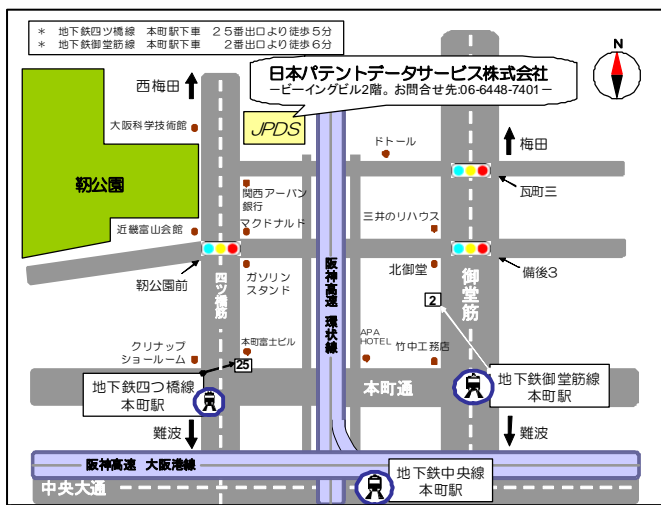 * 地下鉄四ツ橋線 本町駅下車 25番出口より徒歩5分
* 地下鉄御堂筋線 本町駅下車 2番出口より徒歩6分
日本パテントデータサービス株式会社
−ビーイングビル2階。お問合せ先:06-6448-7401−
N
西梅田
大阪科学技術館
JPDS
ドトール
梅田
靭公園
関西アーバン
銀行
瓦町三
近畿富山会館
マクドナルド
三井のリハウス
靭公園前
四ツ橋筋
ガソリン
スタンド
阪神高速 環状線
北御堂
御堂筋
備後3
2
クリナップ
ショールーム
本町富士ビル
25
APA
HOTEL
竹中工務店
地下鉄四つ橋線
本町駅
本町通
地下鉄御堂筋線
本町駅
難波
難波
阪神高速 大阪港線
中央大通
地下鉄中央線
本町駅